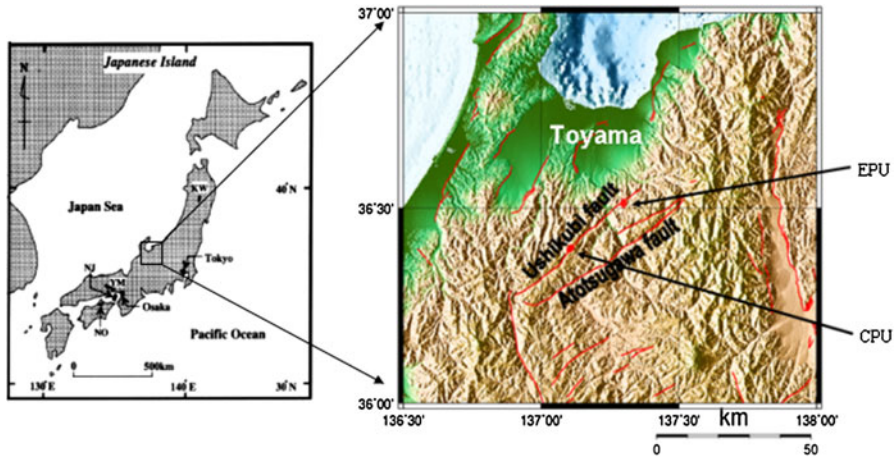 Japanese Island
N
KW
40°N
Japan Sea
Tokyo
NJ
YM
Osaka
NO
Pacific Ocean
0 500km
130°E 140°E 30°N
37°00'
Toyama
EPU
36°30'
Ushikubi fault
Atotsugawa fault
CPU
36°00'
136°30' 137°00' 137°30' 138°00'
km
0 50